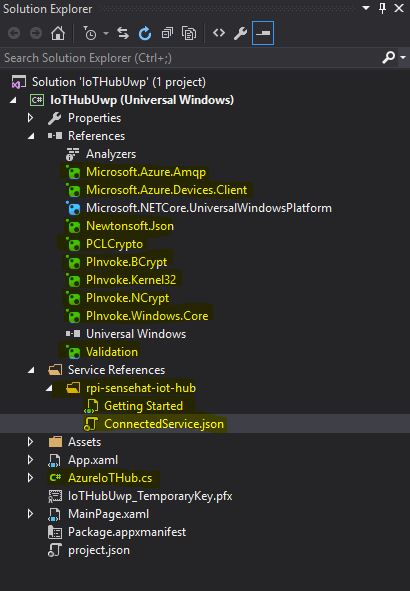 Solution Explorer
Search Solution Explorer (Ctrl+;)
Solution 'IoTHubUwp' (1 project)
C# IoTHubUwp (Universal Windows)
Properties
References
Analyzers
Microsoft.Azure.Amqp
Microsoft.Azure.Devices.Client
Microsoft.NETCore.UniversalWindowsPlatform
Newtonsoft.Json
PCLCrypto
PInvoke.BCrypt
PInvoke.Kernel32
PInvoke.NCrypt
PInvoke.Windows.Core
Universal Windows
Validation
Service References
rpi-sensehat-iot-hub
Getting Started
ConnectedService.json
Assets
App.xaml
C# AzureIoTHub.cs
IoTHubUwp_TemporaryKey.pfx
MainPage.xaml
Package.appxmanifest
project.json